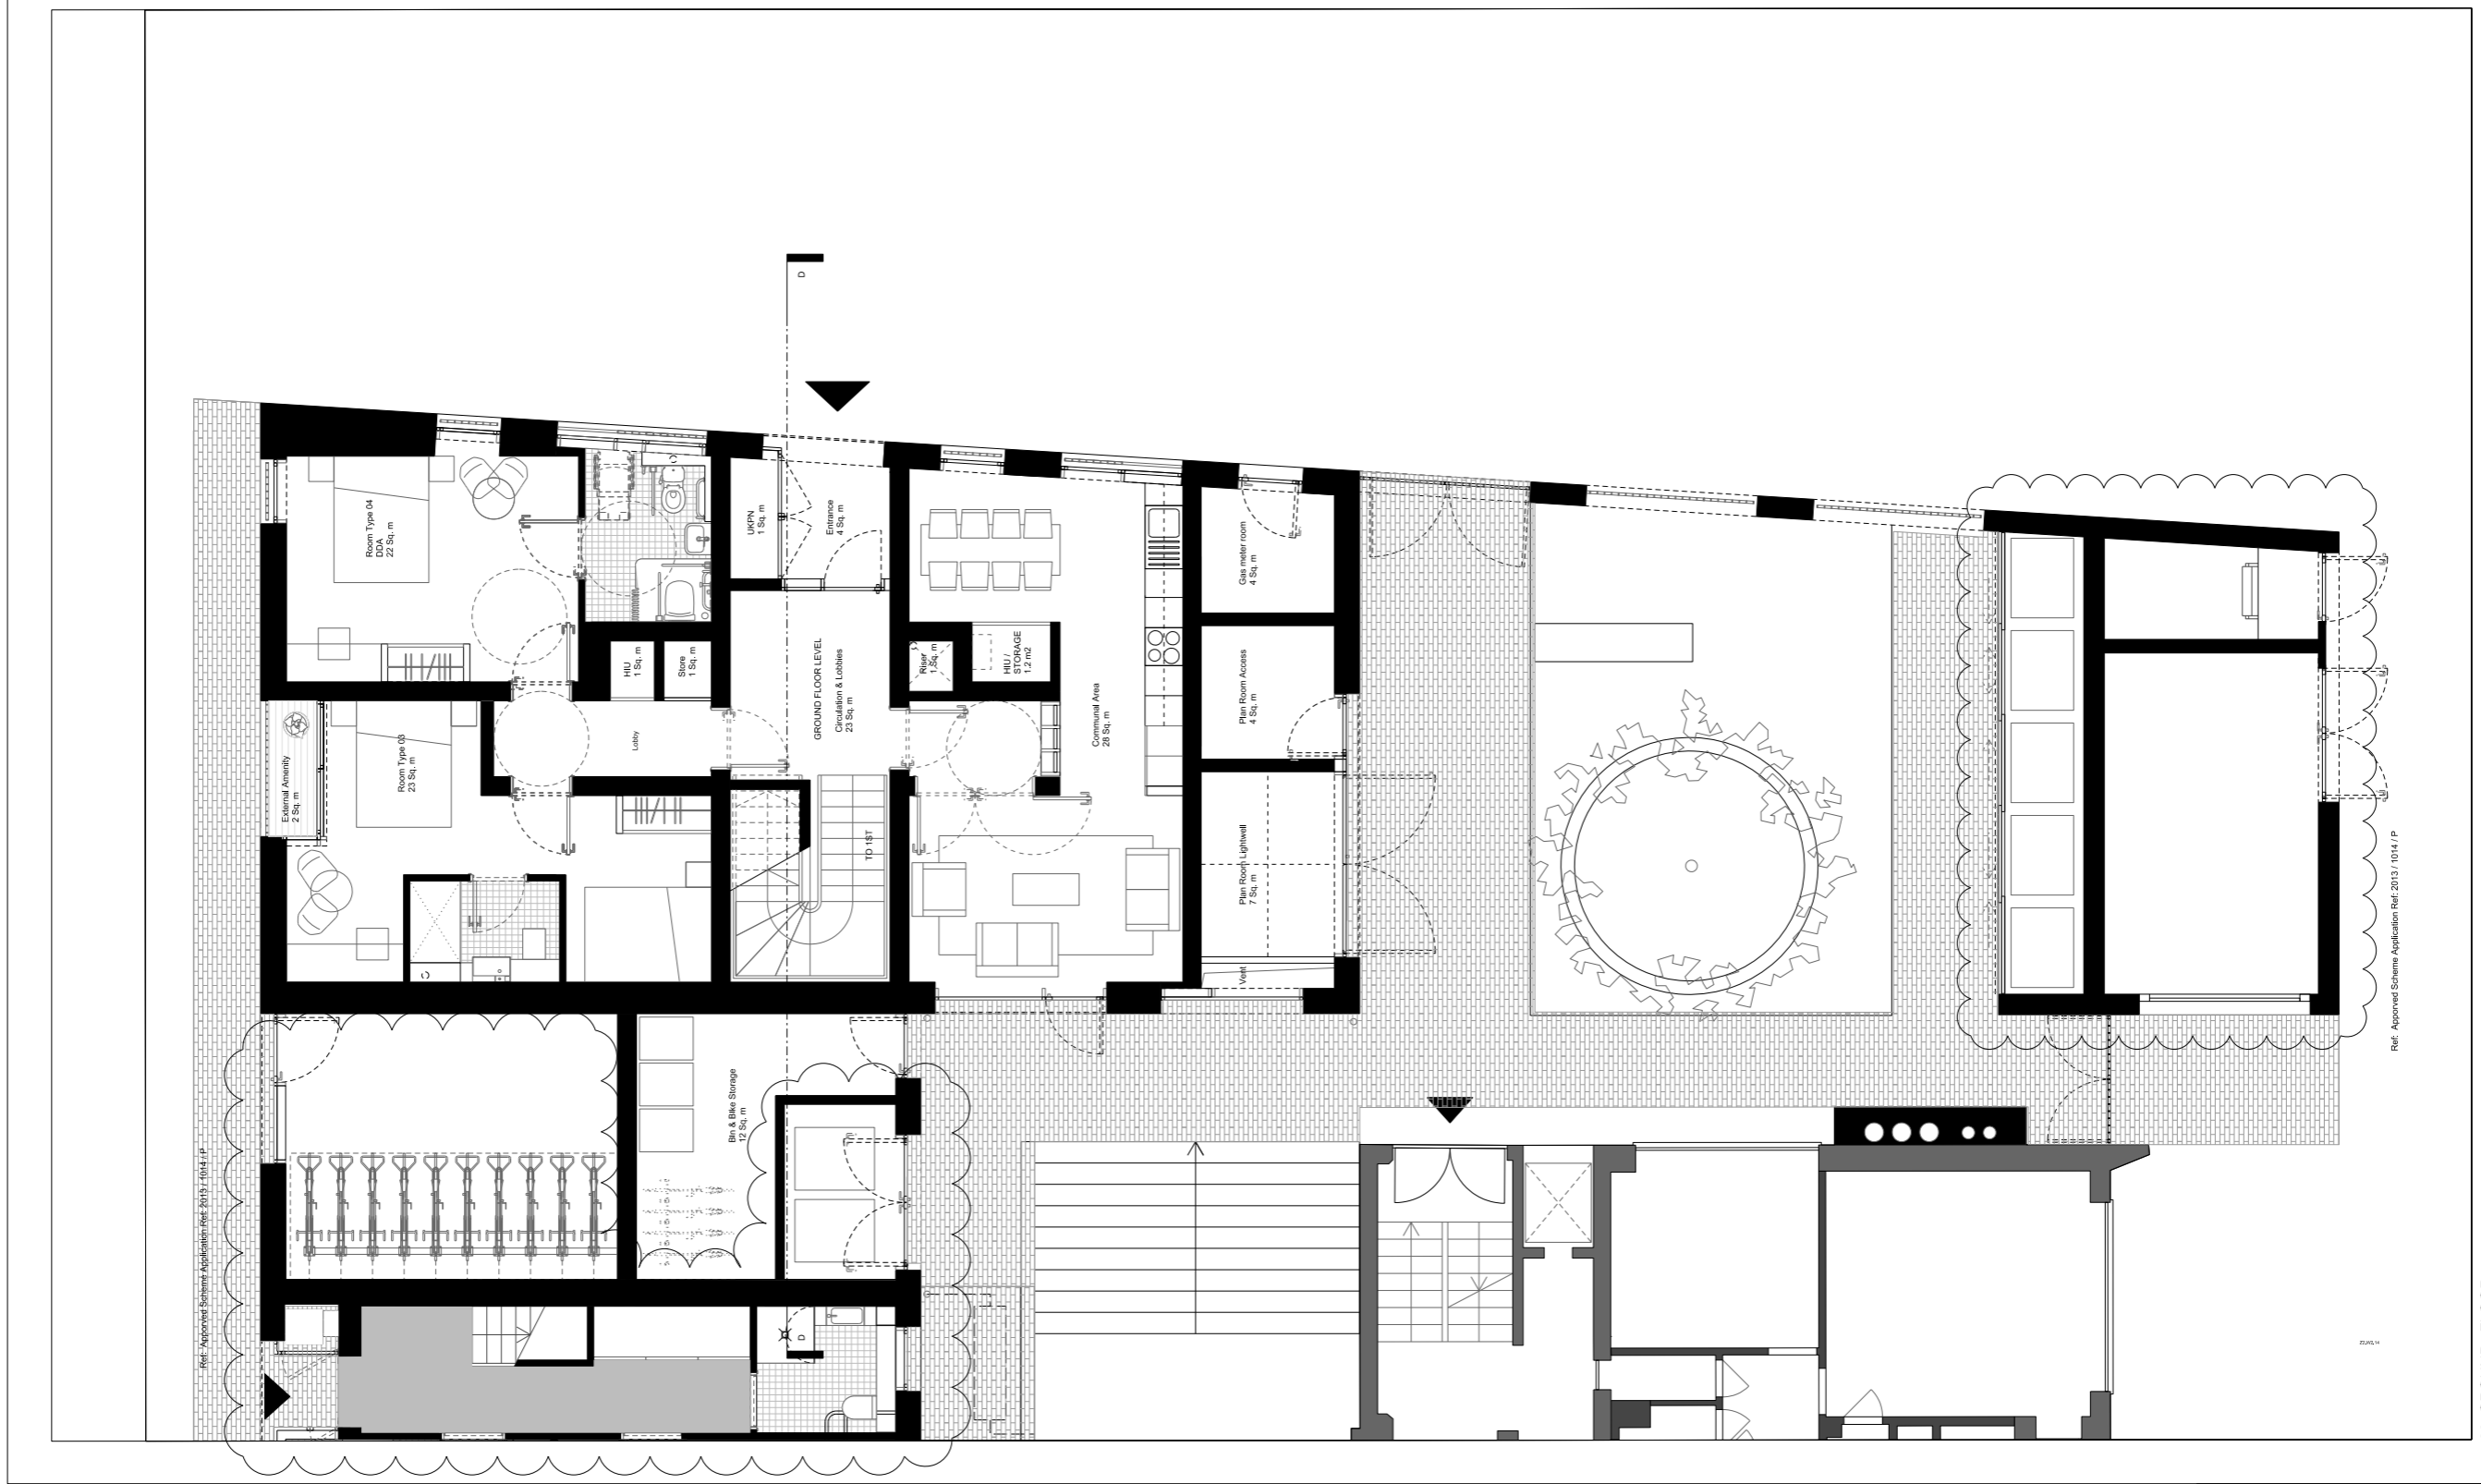 D
Room Type 04
DDA
22 Sq. m
UKPN
1 Sq. m
Entrance
4 Sq. m
Gas meter room
4 Sq. m
HIU
1 Sq. m
Store
1 Sq. m
GROUND FLOOR LEVEL
Circulation & Lobbies
23 Sq. m
Riser
1 Sq. m
HIU /
STORAGE
1.2 m2
Communal Area
28 Sq. m
Plan Room Access
4 Sq. m
External Amenity
2 Sq. m
Room Type 03
23 Sq. m
Lobby
TO 1ST
Plan Room Lightwell
7 Sq. m
Vent
Ref: Apporved Scheme Application Ref: 2013 / 1014 / P
Bin & Bike Storage
12 Sq. m
Ref: Apporved Scheme Application Ref: 2013 / 1014 / P
D